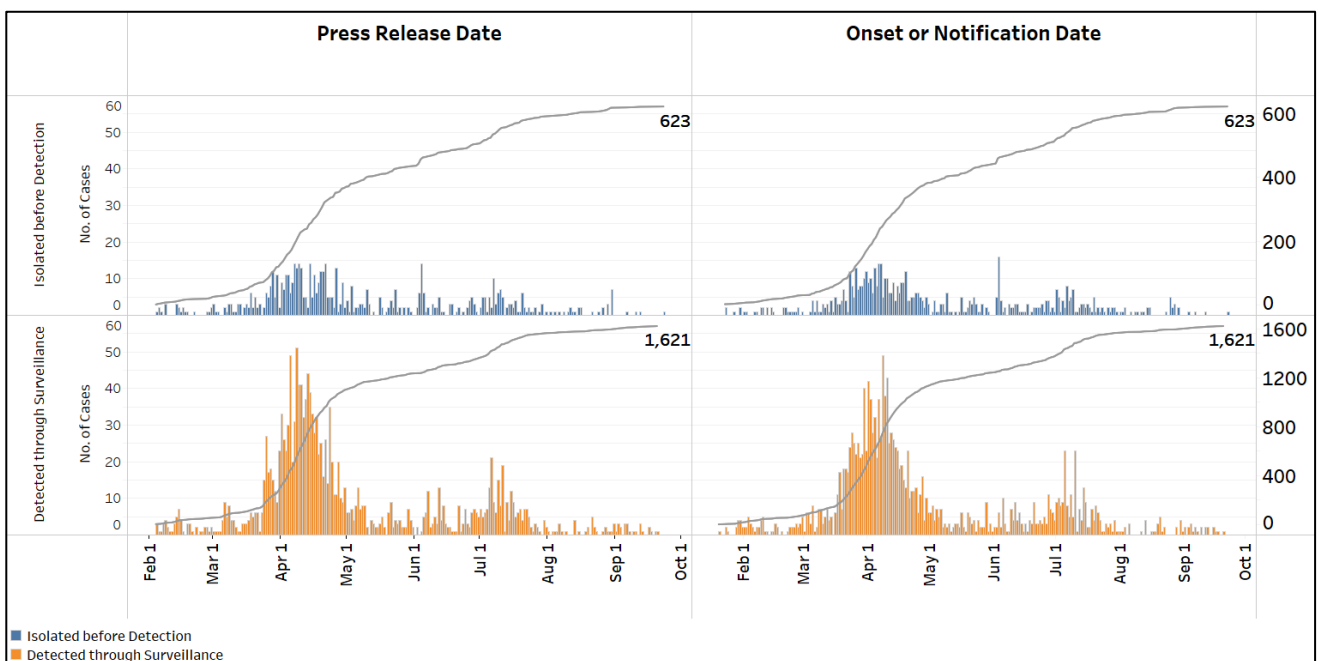 Press Release Date
Onset or Notification Date
Isolated before Detection
No. of Cases
60
50
40
30
20
10
0
623
623
600
400
200
0
Detected through Surveillance
No. of Cases
60
50
40
30
20
10
0
1,621
1,621
1600
1200
800
400
0
Feb 1
Mar 1
Apr 1
May 1
Jun 1
Jul 1
Aug 1
Sep 1
Oct 1
Feb 1
Mar 1
Apr 1
May 1
Jun 1
Jul 1
Aug 1
Sep 1
Oct 1
Isolated before Detection
Detected through Surveillance